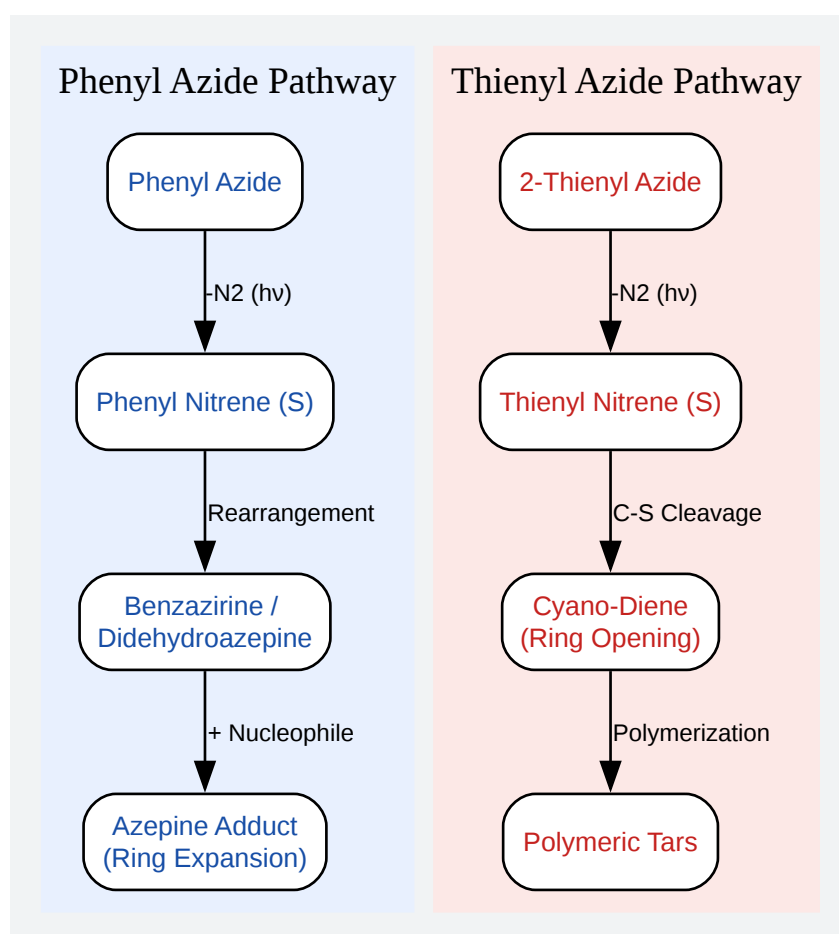 Phenyl Azide Pathway
Phenyl Azide
-N2 (hν)
Phenyl Nitrene (S)
Rearrangement
Benzazirine /
Didehydroazepine
+ Nucleophile
Azepine Adduct
(Ring Expansion)
Thienyl Azide Pathway
2-Thienyl Azide
-N2 (hν)
Thienyl Nitrene (S)
C-S Cleavage
Cyano-Diene
(Ring Opening)
Polymerization
Polymeric Tars